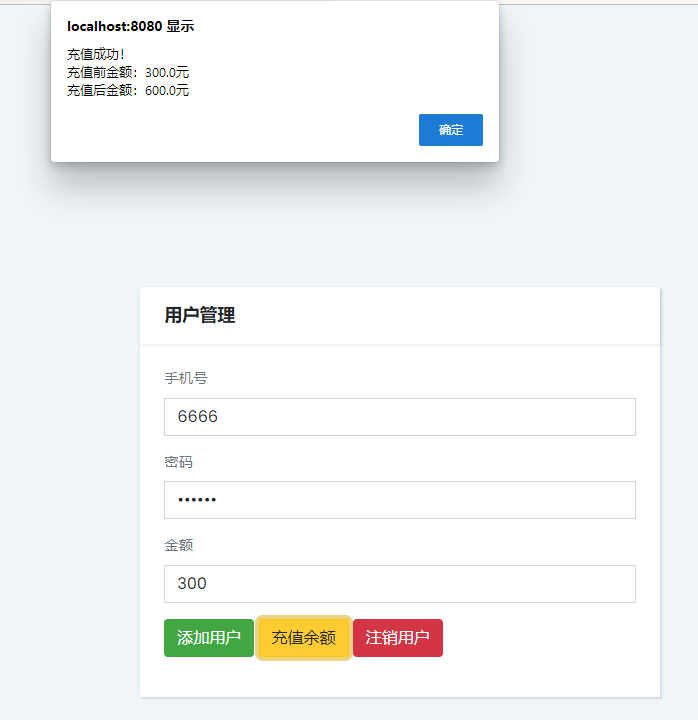 localhost:8080 显示
充值成功！
充值前金额：300.0元
充值后金额：600.0元
确定
用户管理
手机号
6666
密码
••••••
金额
300
添加用户 充值余额 注销用户